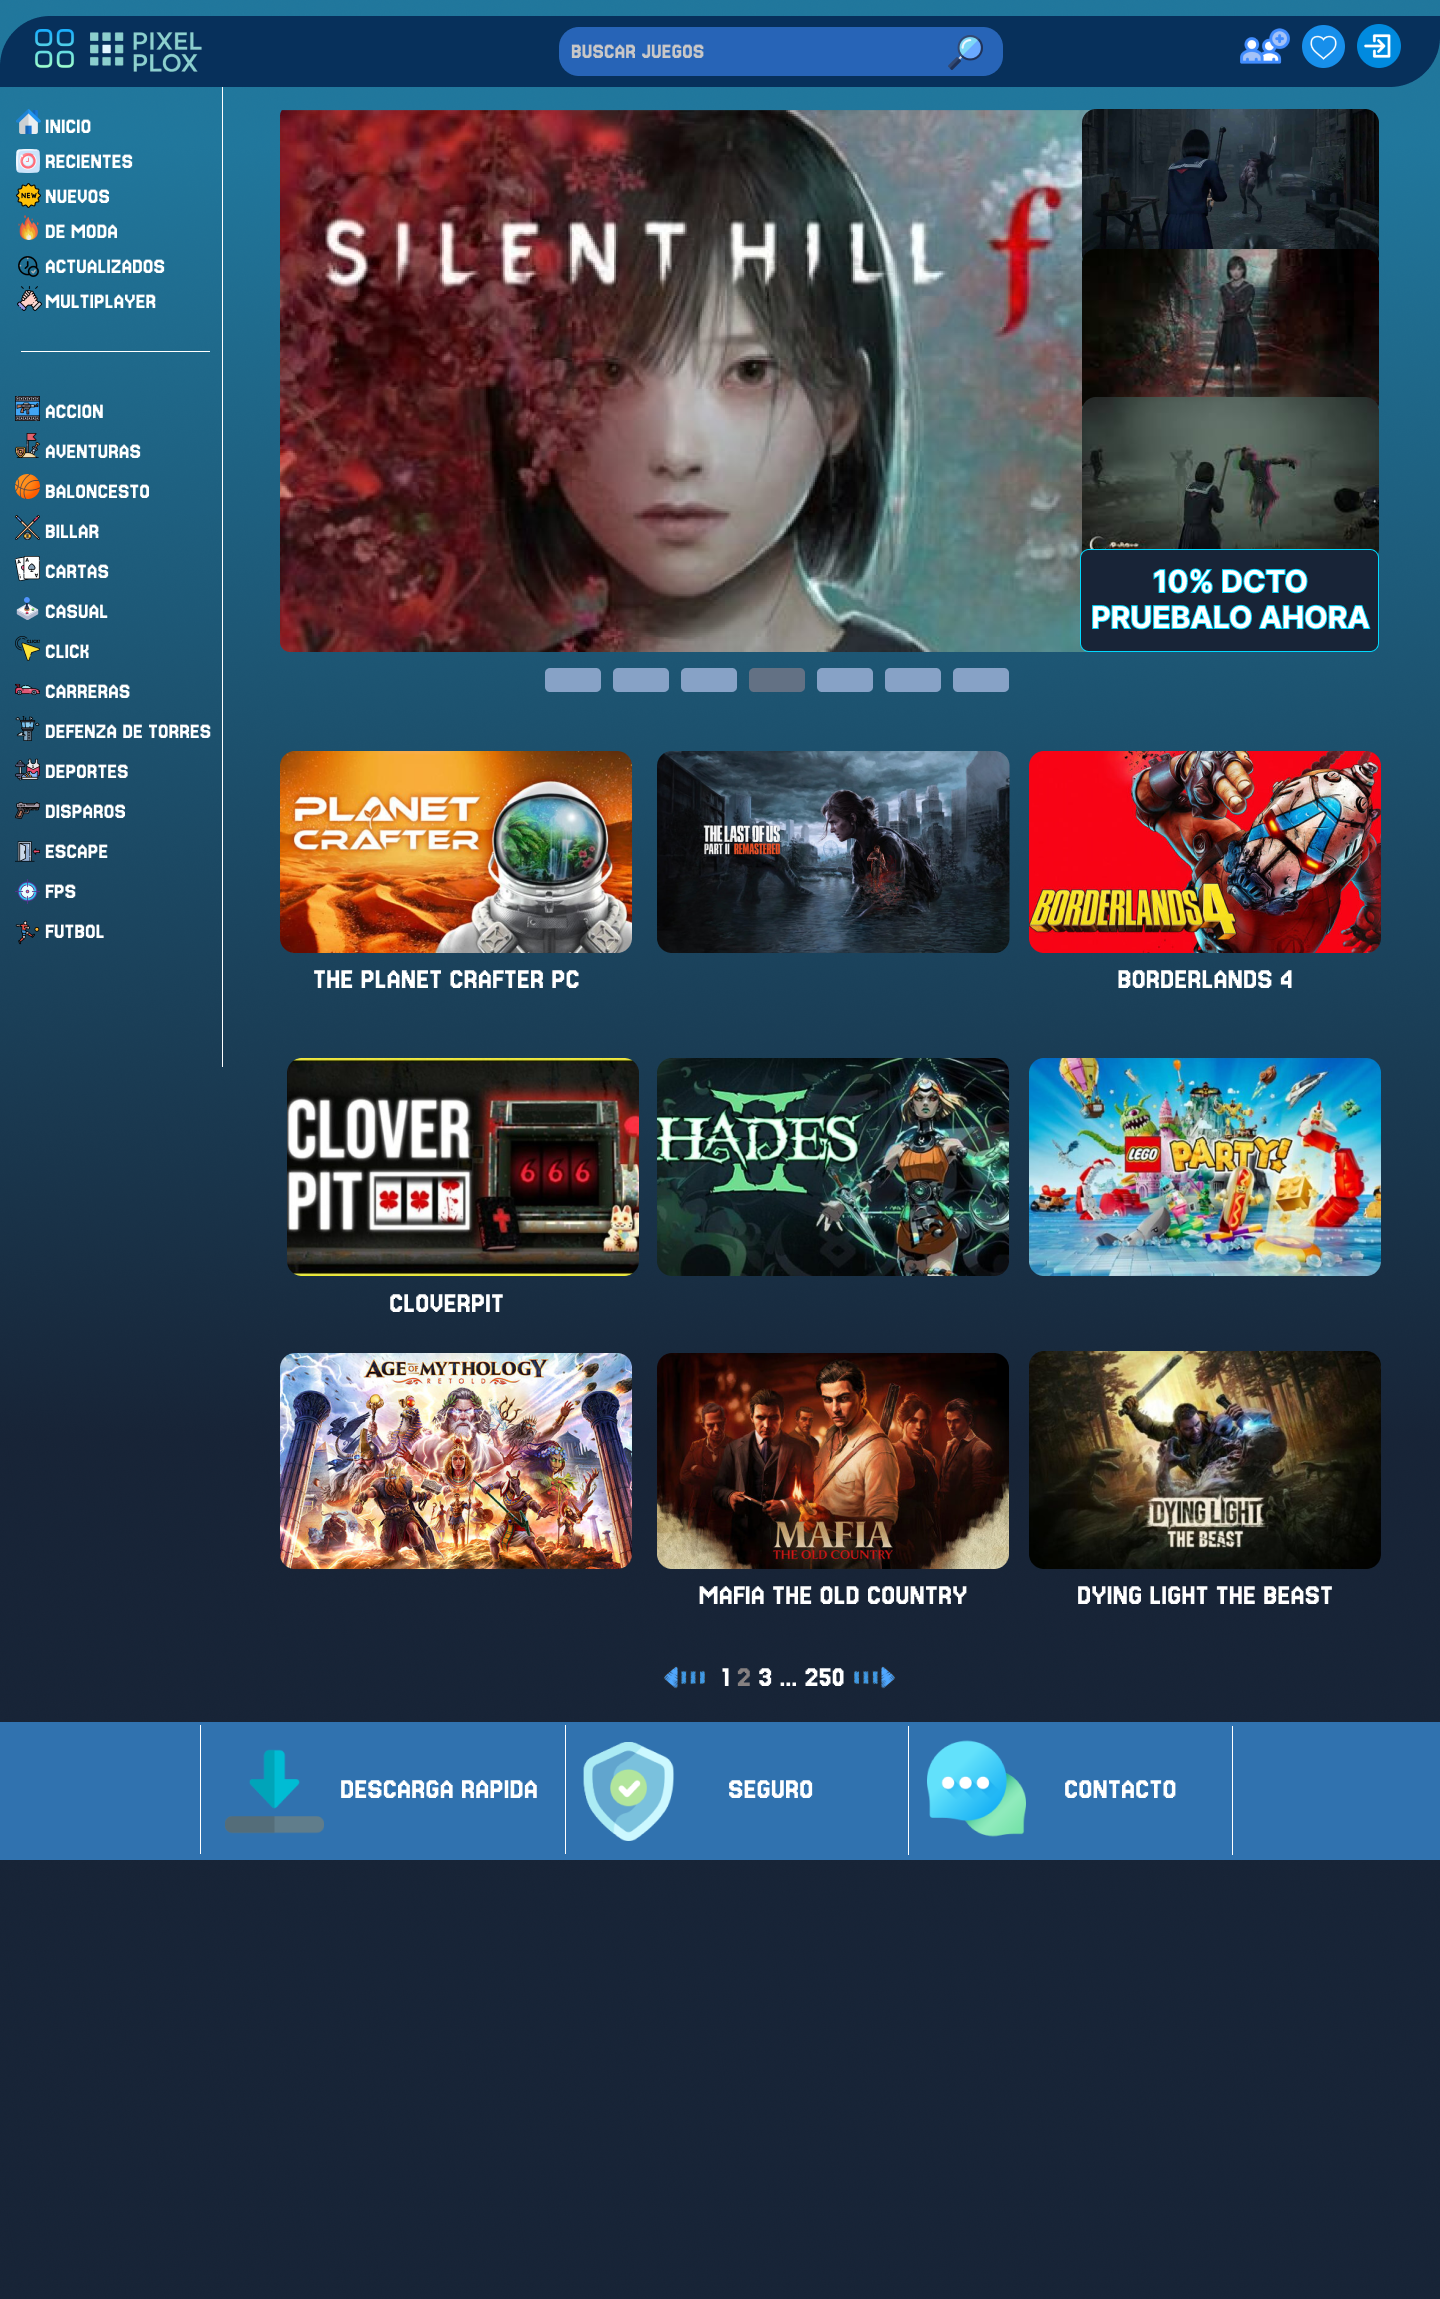 PIXEL
PLOX
BUSCAR JUEGOS
INICIO
RECIENTES
NEW
NUEVOS
DE MODA
ACTUALIZADOS
MULTIPLAYER
ACCION
AVENTURAS
BALONCESTO
BILLAR
CARTAS
CASUAL
CLICK
CARRERAS
DEFENZA DE TORRES
DEPORTES
DISPAROS
ESCAPE
FPS
FUTBOL
SILENT HILL f
10% DCTO
PRUEBALO AHORA
PLANET
CRAFTER
THE LAST OF US
PART II REMASTERED
BORDERLANDS 4
THE PLANET CRAFTER PC
BORDERLANDS 4
CLOVER
PIT
666
HADES
II
LEGO PARTY!
CLOVERPIT
AGE OF MYTHOLOGY
RETOLD
MAFIA
THE OLD COUNTRY
DYING LIGHT
THE BEAST
MAFIA THE OLD COUNTRY
DYING LIGHT THE BEAST
1 2 3 ... 250
DESCARGA RAPIDA
SEGURO
CONTACTO